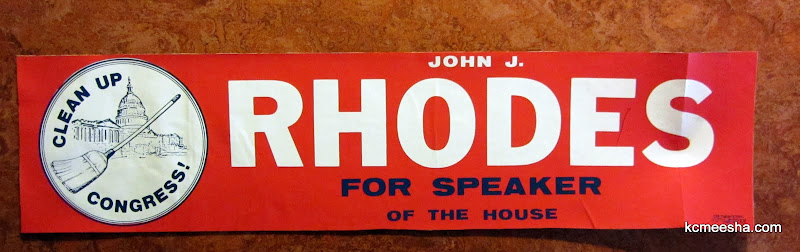 CLEAN UP
CONGRESS!
JOHN J.
RHODES
FOR SPEAKER
OF THE HOUSE
kcmeesha.com